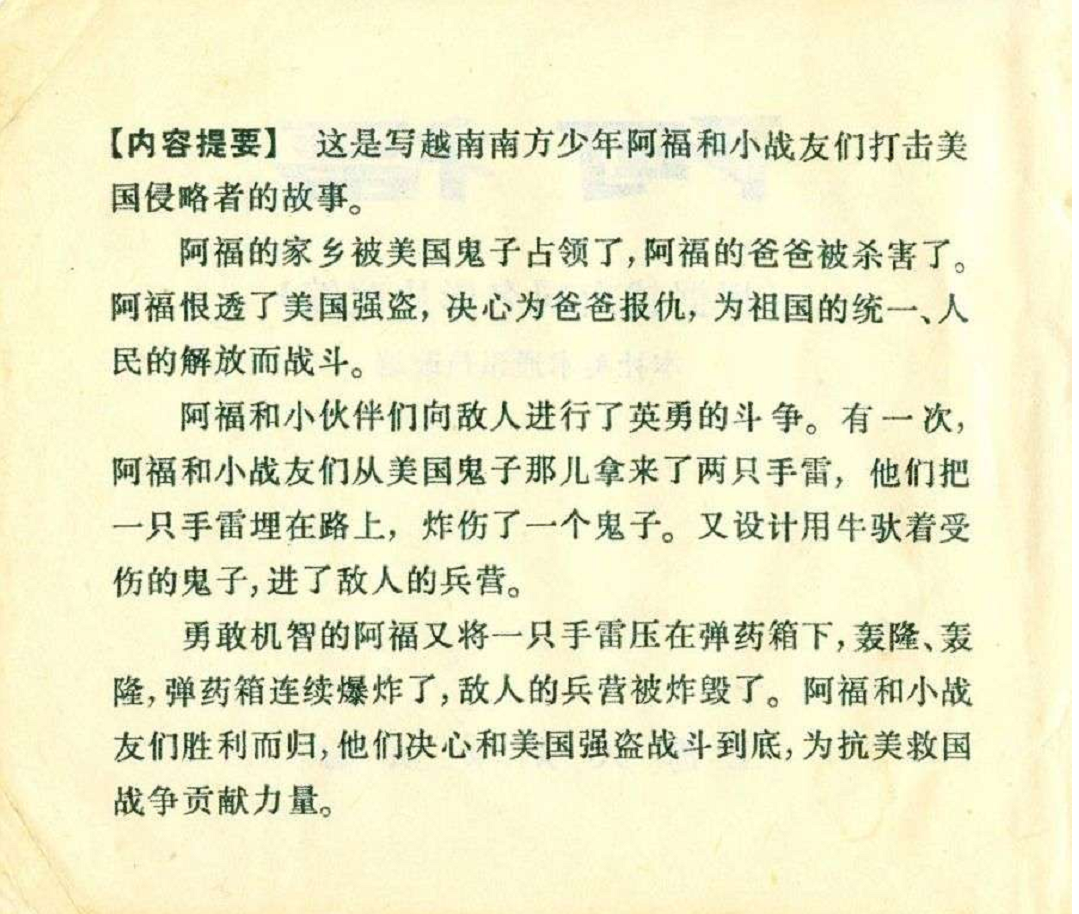 【内容提要】 这是写越南南方少年阿福和小战友们打击美
国侵略者的故事。
阿福的家乡被美国鬼子占领了,阿福的爸爸被杀害了。
阿福恨透了美国强盗，决心为爸爸报仇，为祖国的统一、人
民的解放而战斗。
阿福和小伙伴们向敌人进行了英勇的斗争。有一次，
阿福和小战友们从美国鬼子那儿拿来了两只手雷，他们把
一只手雷埋在路上，炸伤了一个鬼子。又设计用牛驮着受
伤的鬼子,进了敌人的兵营。
勇敢机智的阿福又将一只手雷压在弹药箱下,轰隆、轰
隆,弹药箱连续爆炸了,敌人的兵营被炸毁了。阿福和小战
友们胜利而归,他们决心和美国强盗战斗到底,为抗美救国
战争贡献力量。